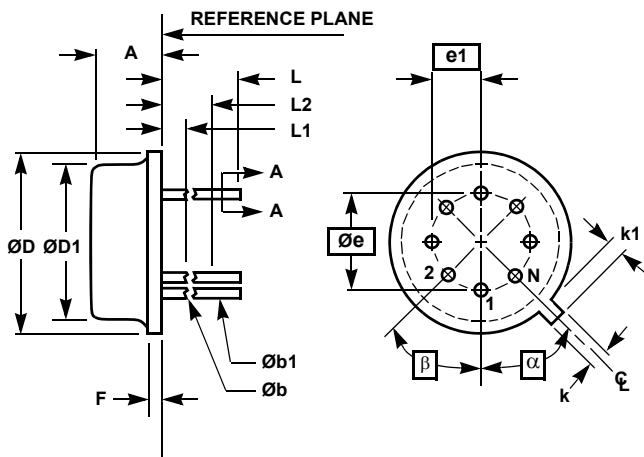 REFERENCE PLANE
A
L
L2
L1
A
A
ØD
ØD1
Øb1
Øb
F
e1
Øe
k1
2
N
1
β
α
k
℄